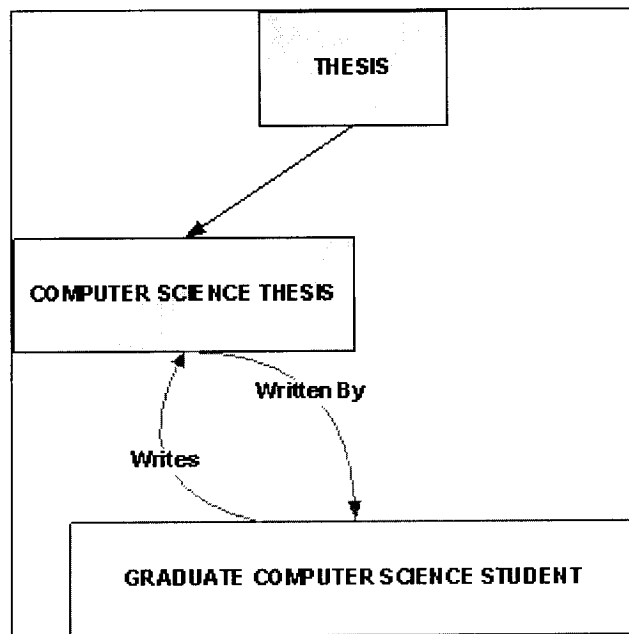 THESIS
COMPUTER SCIENCE THESIS
Written By
Writes
GRADUATE COMPUTER SCIENCE STUDENT